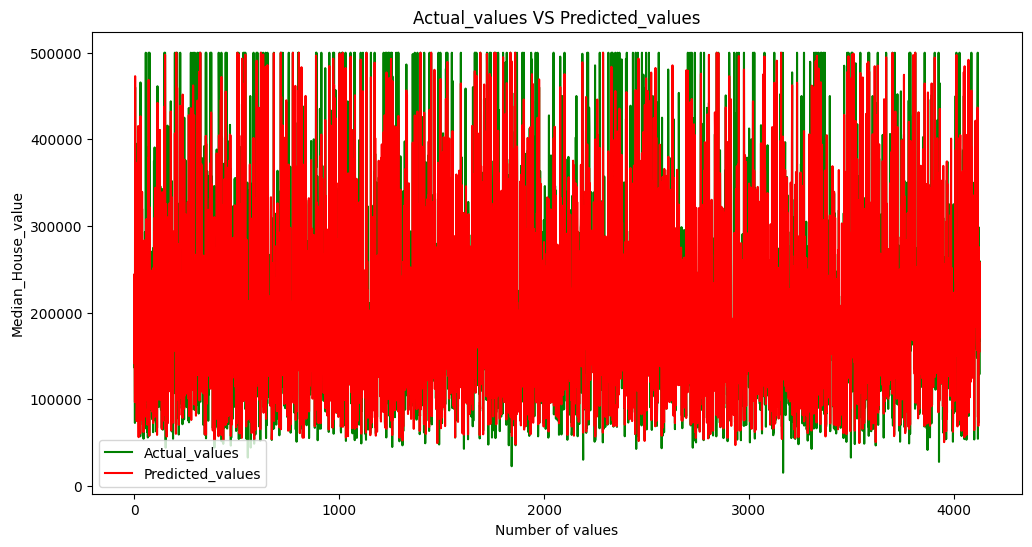 Actual_values VS Predicted_values
500000
400000
300000
200000
100000
0
Median_House_value
Actual_values
Predicted_values
0
1000
2000
3000
4000
Number of values